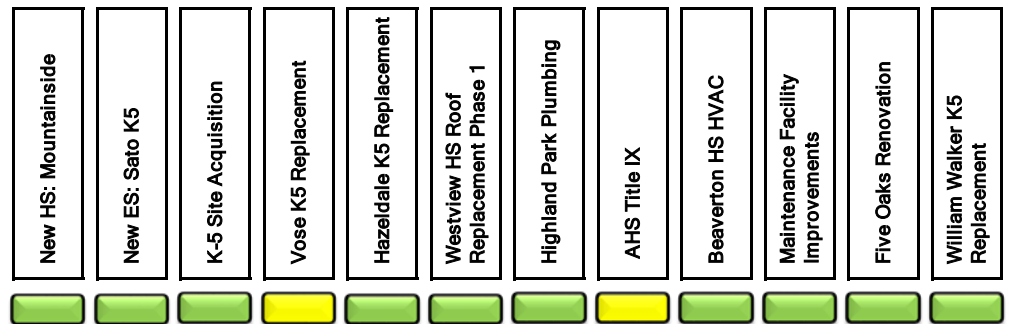 New HS: Mountainside
New ES: Sato K5
K-5 Site Acquisition
Vose K5 Replacement
Hazeldale K5 Replacement
Westview HS Roof
Replacement Phase 1
Highland Park Plumbing
AHS Title IX
Beaverton HS HVAC
Maintenance Facility
Improvements
Five Oaks Renovation
William Walker K5
Replacement